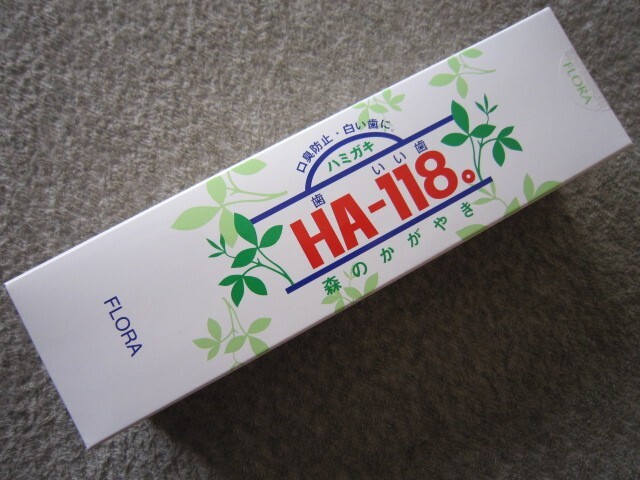 口臭防止・白い歯に
ハミガキ
歯 いい歯
HA-118。
森のかがやき
FLORA
FLORA